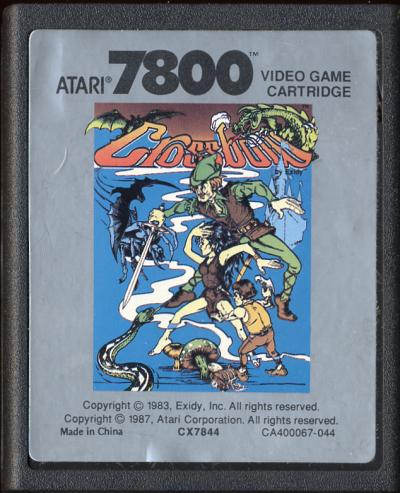 ATARI® 7800™ VIDEO GAME
CARTRIDGE
Crossbow
by Exidy
Copyright © 1983, Exidy, Inc. All rights reserved.
Copyright © 1987, Atari Corporation. All rights reserved.
Made in China CX7844 CA400067-044